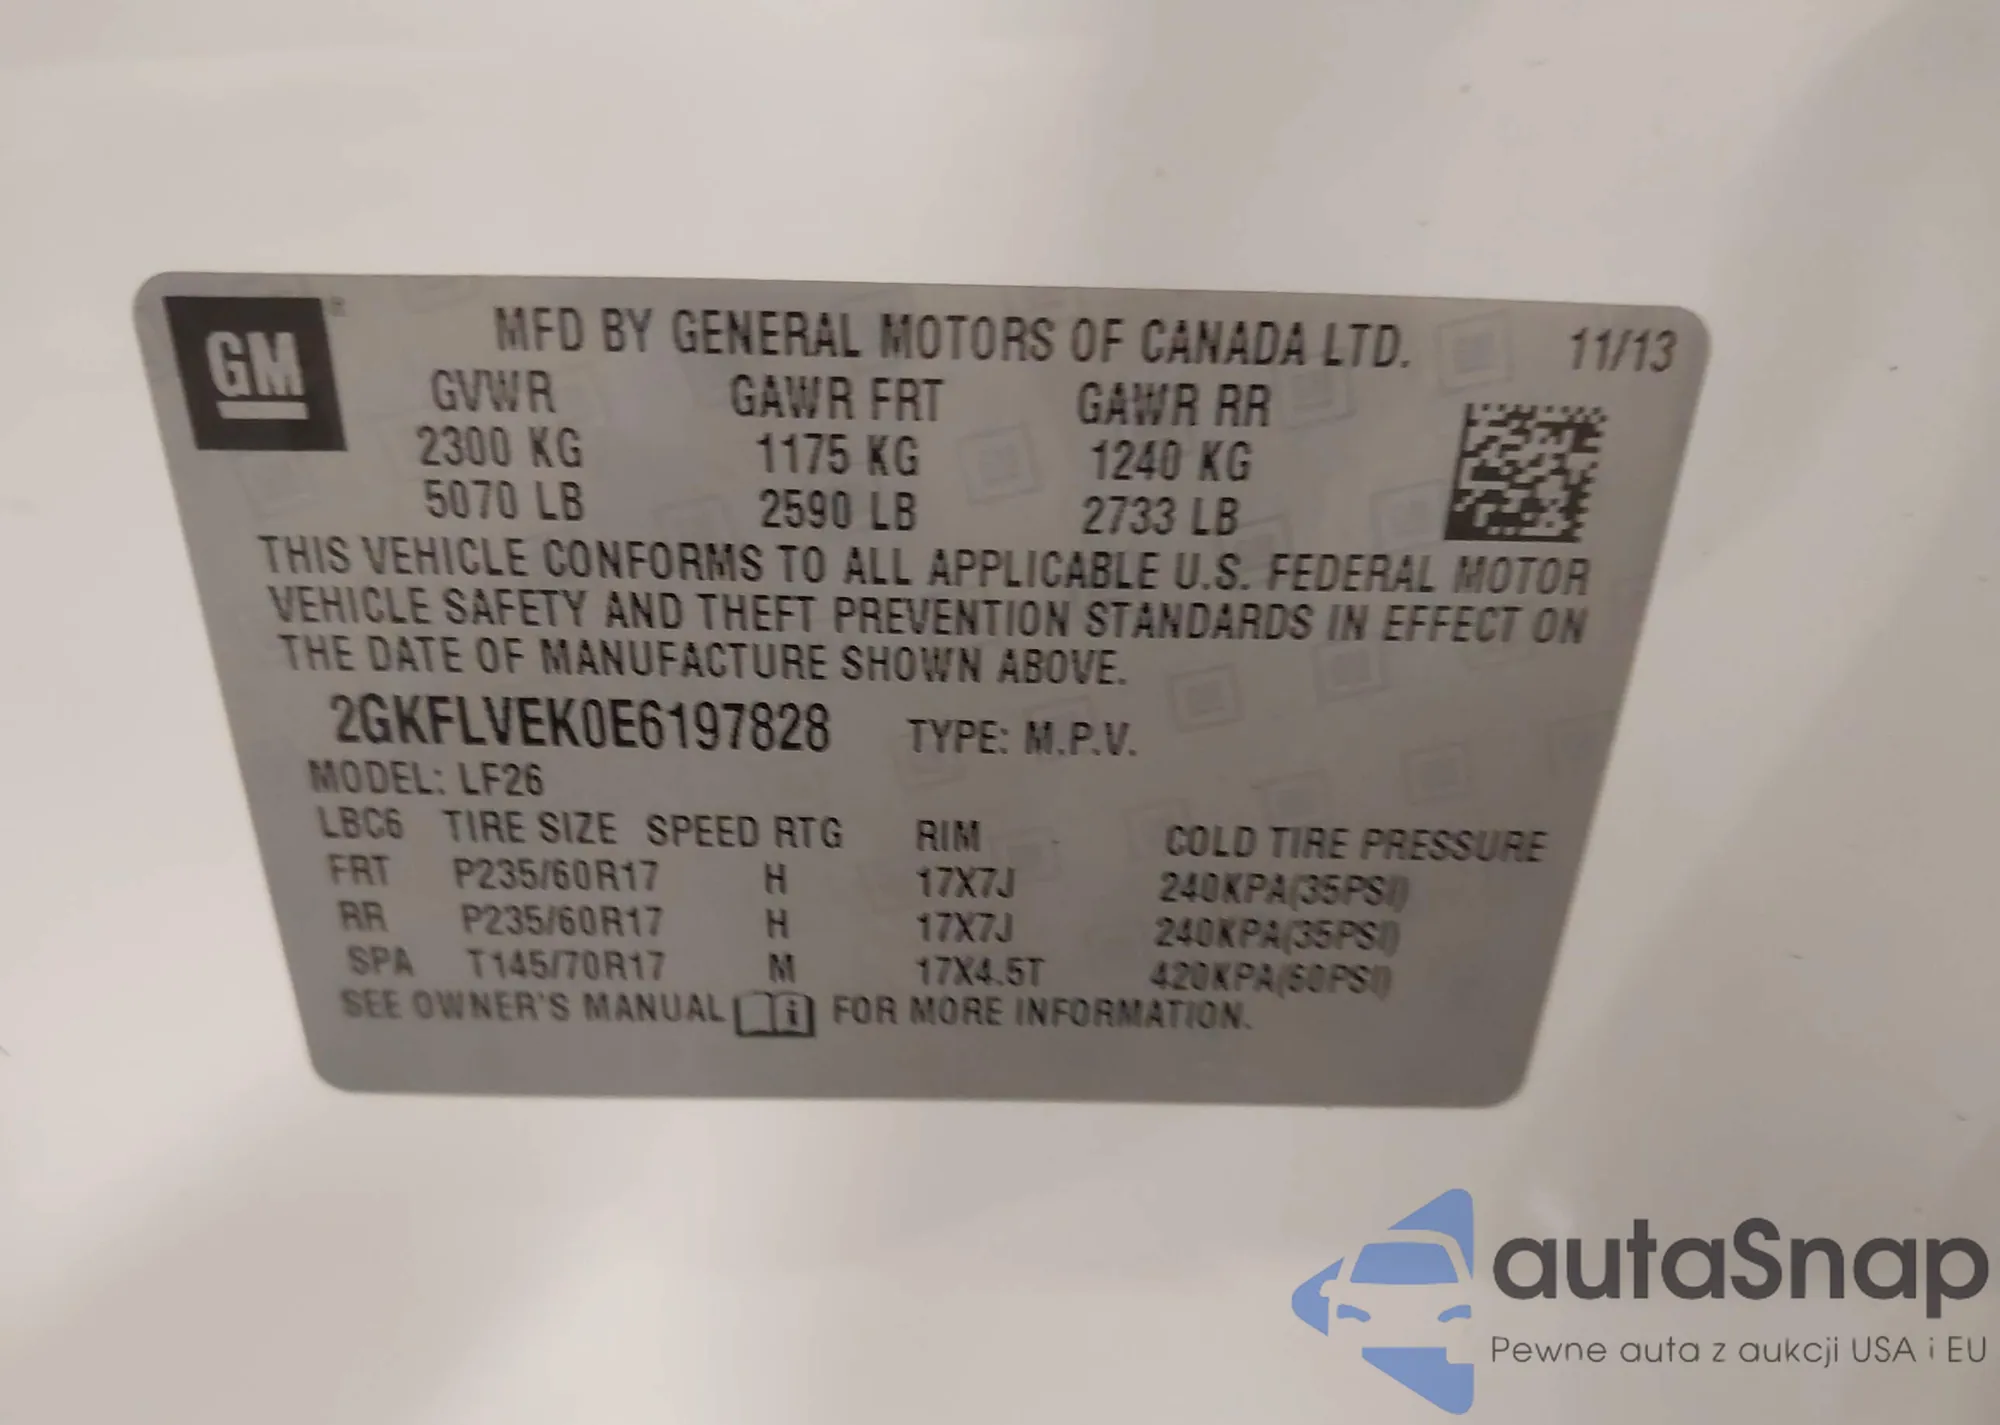 GM ®
MFD BY GENERAL MOTORS OF CANADA LTD. 11/13
GVWR GAWR FRT GAWR RR
2300 KG 1175 KG 1240 KG
5070 LB 2590 LB 2733 LB
THIS VEHICLE CONFORMS TO ALL APPLICABLE U.S. FEDERAL MOTOR
VEHICLE SAFETY AND THEFT PREVENTION STANDARDS IN EFFECT ON
THE DATE OF MANUFACTURE SHOWN ABOVE.
2GKFLVEK0E6197828 TYPE: M.P.V.
MODEL: LF26
LBC6 TIRE SIZE SPEED RTG RIM COLD TIRE PRESSURE
FRT P235/60R17 H 17X7J 240KPA(35PSI)
RR P235/60R17 H 17X7J 240KPA(35PSI)
SPA T145/70R17 M 17X4.5T 420KPA(60PSI)
SEE OWNER'S MANUAL i FOR MORE INFORMATION.
autaSnap
Pewne auta z aukcji USA i EU